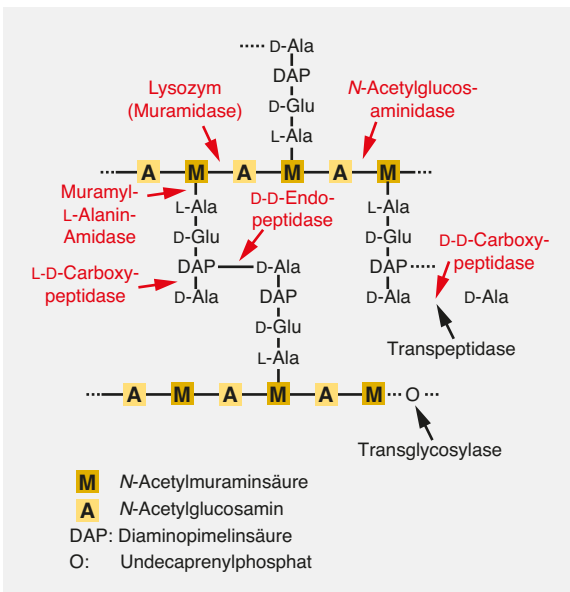 ····· D-Ala
DAP
D-Glu
L-Ala
Lysozym
(Muramidase)
N-Acetylglucos-
aminidase
A M A M A M
Muramyl-
L-Alanin-
Amidase
L-Ala
D-Glu
DAP
D-Ala
D-D-Endo-
peptidase
L-D-Carboxy-
peptidase
D-Ala
DAP
D-Glu
L-Ala
L-Ala
D-Glu
DAP ·····
D-Ala
D-D-Carboxy-
peptidase
D-Ala
Transpeptidase
A M A M A M ··· O ···
Transglycosylase
M N-Acetylmuraminsäure
A N-Acetylglucosamin
DAP: Diaminopimelinsäure
O: Undecaprenylphosphat